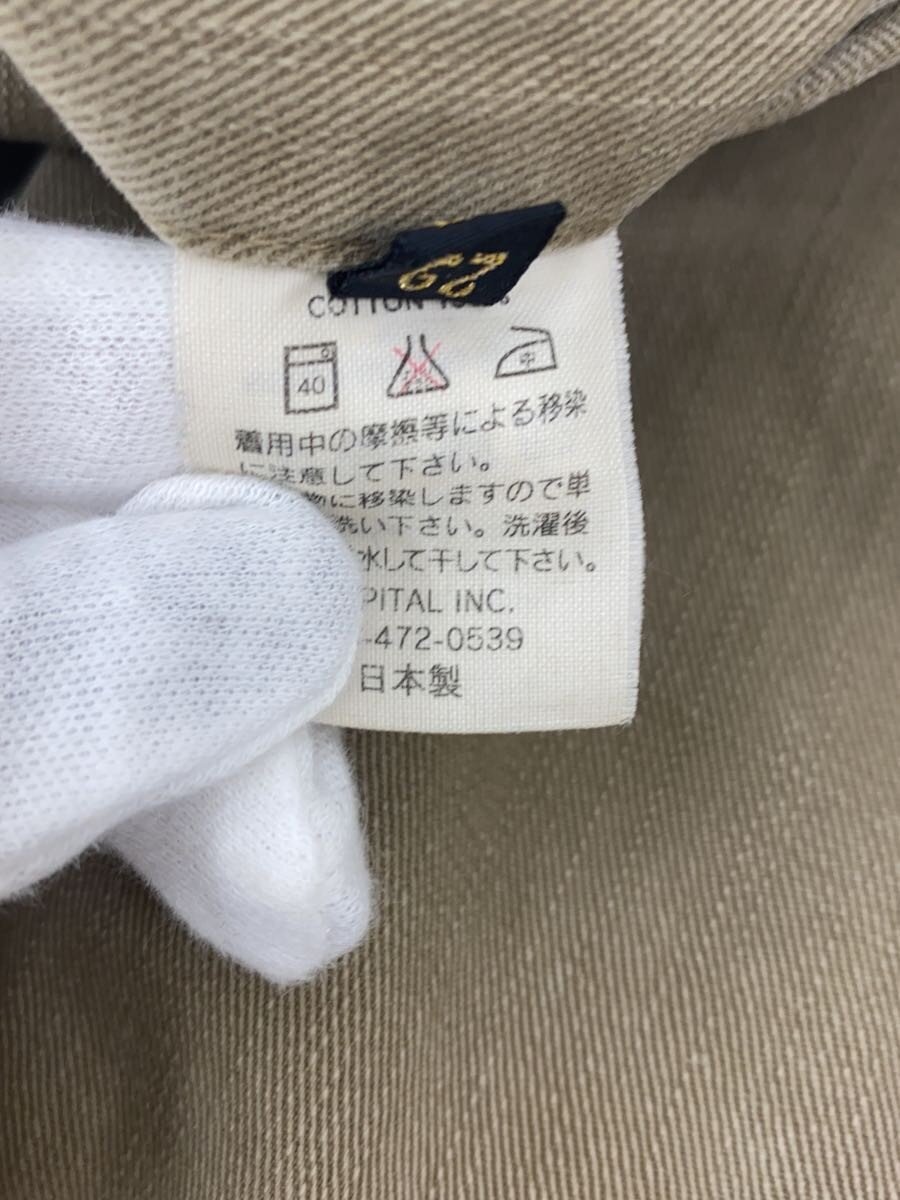 29
COTTON
40
中
着用中の摩擦等による移染
に注意して下さい。
物に移染しますので単
洗い下さい。洗濯後
水して干して下さい。
PITAL INC.
-472-0539
日本製